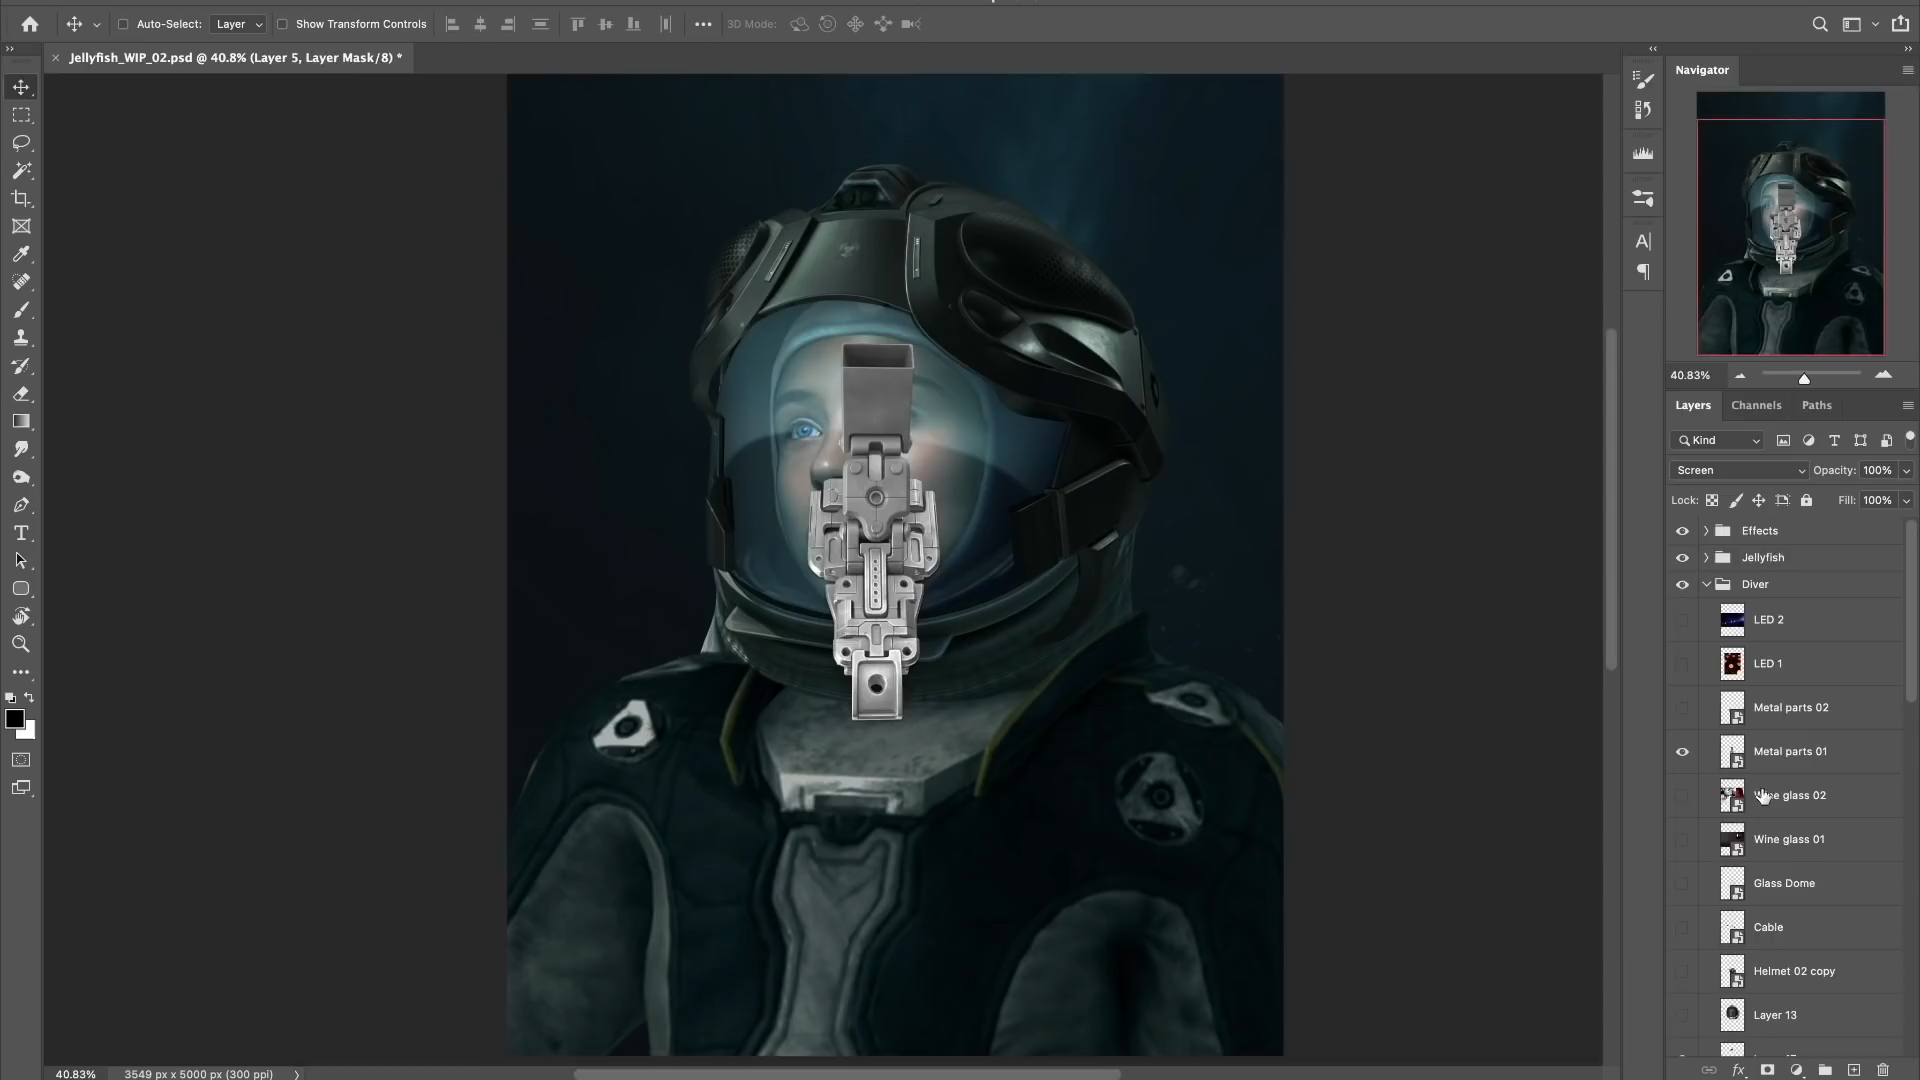 Auto-Select: Layer Show Transform Controls 3D Mode:
Jellyfish_WIP_02.psd @ 40.8% (Layer 5, Layer Mask/8) *
Navigator
40.83%
Layers Channels Paths
Kind
Screen Opacity: 100%
Lock: Fill: 100%
Effects
Jellyfish
Diver
LED 2
LED 1
Metal parts 02
Metal parts 01
glass 02
Wine glass 01
Glass Dome
Cable
Helmet 02 copy
Layer 13
40.83% 3549 px x 5000 px (300 ppi)